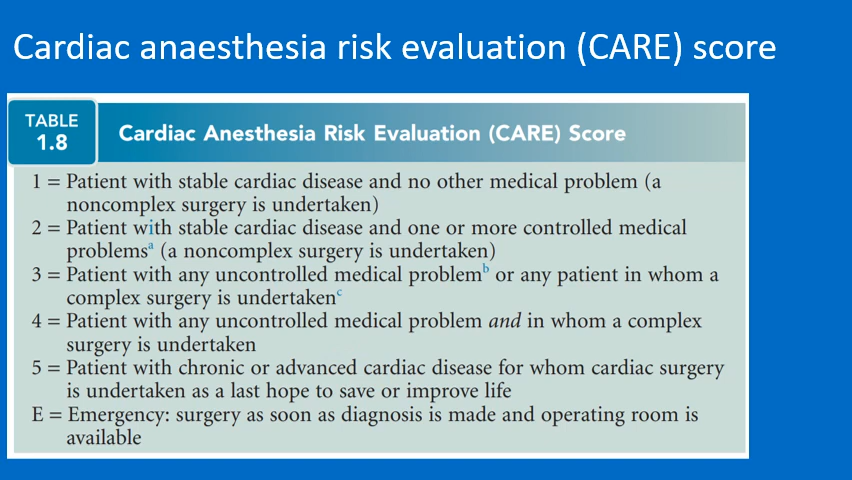 Cardiac anaesthesia risk evaluation (CARE) score
TABLE
1.8
Cardiac Anesthesia Risk Evaluation (CARE) Score
1 = Patient with stable cardiac disease and no other medical problem (a
noncomplex surgery is undertaken)
2 = Patient with stable cardiac disease and one or more controlled medical
problemsᵃ (a noncomplex surgery is undertaken)
3 = Patient with any uncontrolled medical problemᵇ or any patient in whom a
complex surgery is undertakenᶜ
4 = Patient with any uncontrolled medical problem and in whom a complex
surgery is undertaken
5 = Patient with chronic or advanced cardiac disease for whom cardiac surgery
is undertaken as a last hope to save or improve life
E = Emergency: surgery as soon as diagnosis is made and operating room is
available